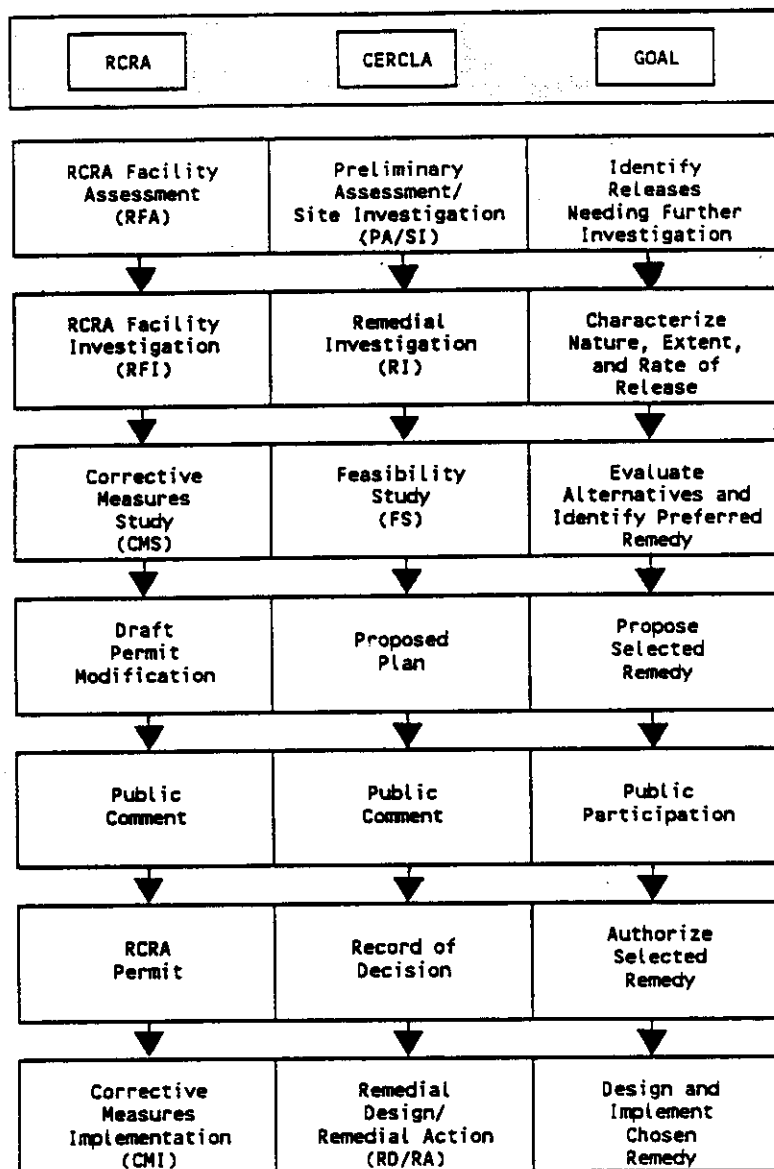 RCRA
CERCLA
GOAL
RCRA Facility
Assessment
(RFA)
Preliminary
Assessment/
Site Investigation
(PA/SI)
Identify
Releases
Needing Further
Investigation
RCRA Facility
Investigation
(RFI)
Remedial
Investigation
(RI)
Characterize
Nature, Extent,
and Rate of
Release
Corrective
Measures
Study
(CMS)
Feasibility
Study
(FS)
Evaluate
Alternatives and
Identify Preferred
Remedy
Draft
Permit
Modification
Proposed
Plan
Propose
Selected
Remedy
Public
Comment
Public
Comment
Public
Participation
RCRA
Permit
Record of
Decision
Authorize
Selected
Remedy
Corrective
Measures
Implementation
(CMI)
Remedial
Design/
Remedial Action
(RD/RA)
Design and
Implement
Chosen
Remedy